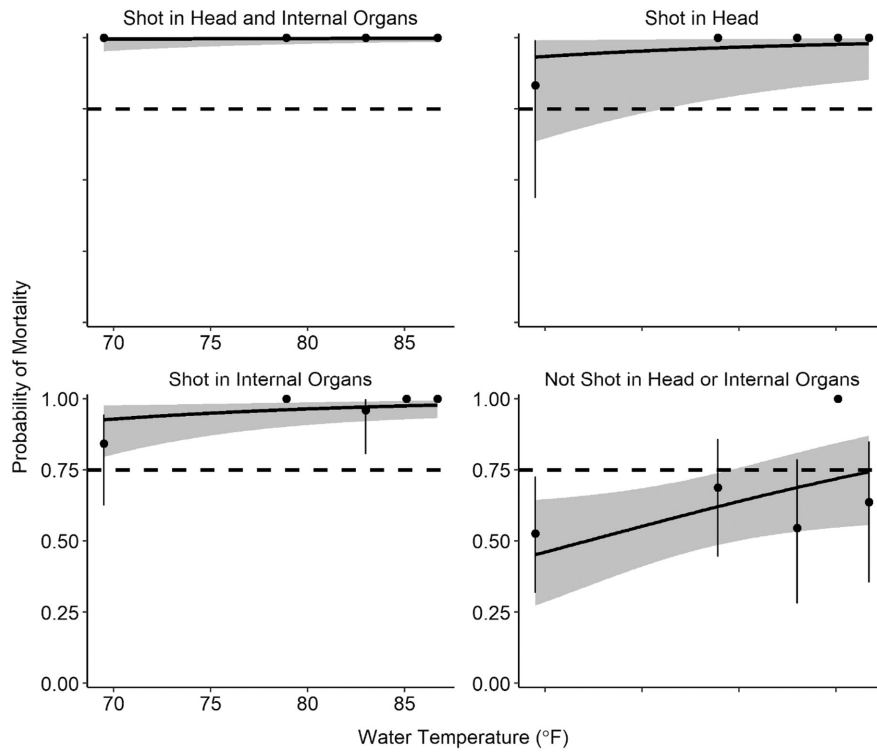 Shot in Head and Internal Organs
Shot in Head
70 75 80 85
Probability of Mortality
Shot in Internal Organs
Not Shot in Head or Internal Organs
1.00
0.75
0.50
0.25
0.00
1.00
0.75
0.50
0.25
0.00
70 75 80 85
Water Temperature (°F)